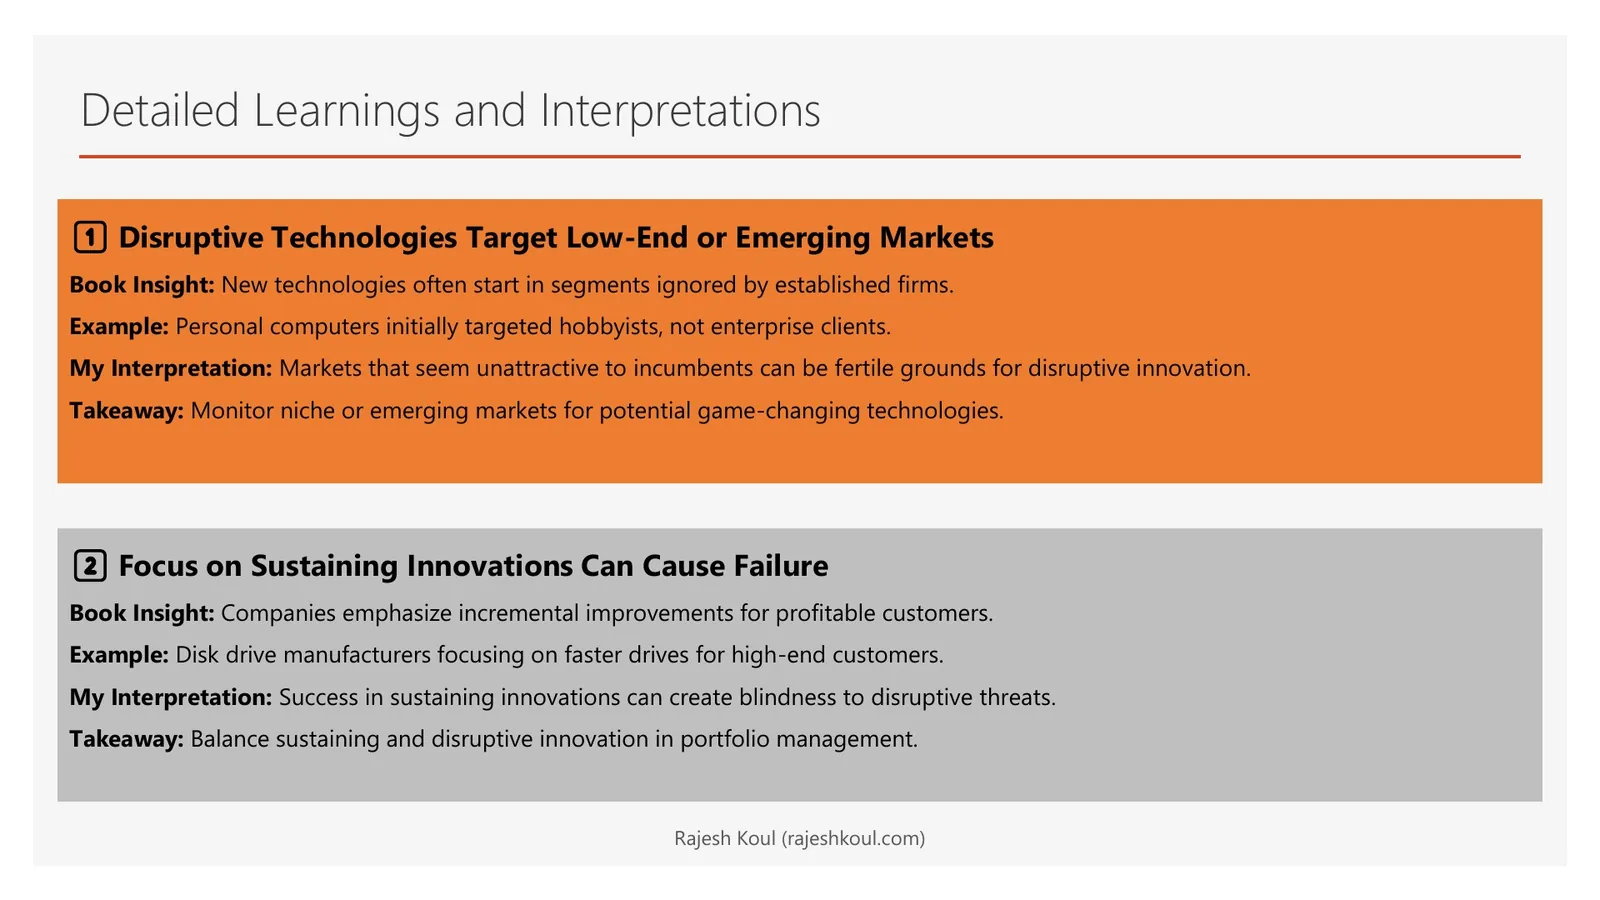 Detailed Learnings and Interpretations
1 Disruptive Technologies Target Low-End or Emerging Markets
Book Insight: New technologies often start in segments ignored by established firms.
Example: Personal computers initially targeted hobbyists, not enterprise clients.
My Interpretation: Markets that seem unattractive to incumbents can be fertile grounds for disruptive innovation.
Takeaway: Monitor niche or emerging markets for potential game-changing technologies.
2 Focus on Sustaining Innovations Can Cause Failure
Book Insight: Companies emphasize incremental improvements for profitable customers.
Example: Disk drive manufacturers focusing on faster drives for high-end customers.
My Interpretation: Success in sustaining innovations can create blindness to disruptive threats.
Takeaway: Balance sustaining and disruptive innovation in portfolio management.
Rajesh Koul (rajeshkoul.com)